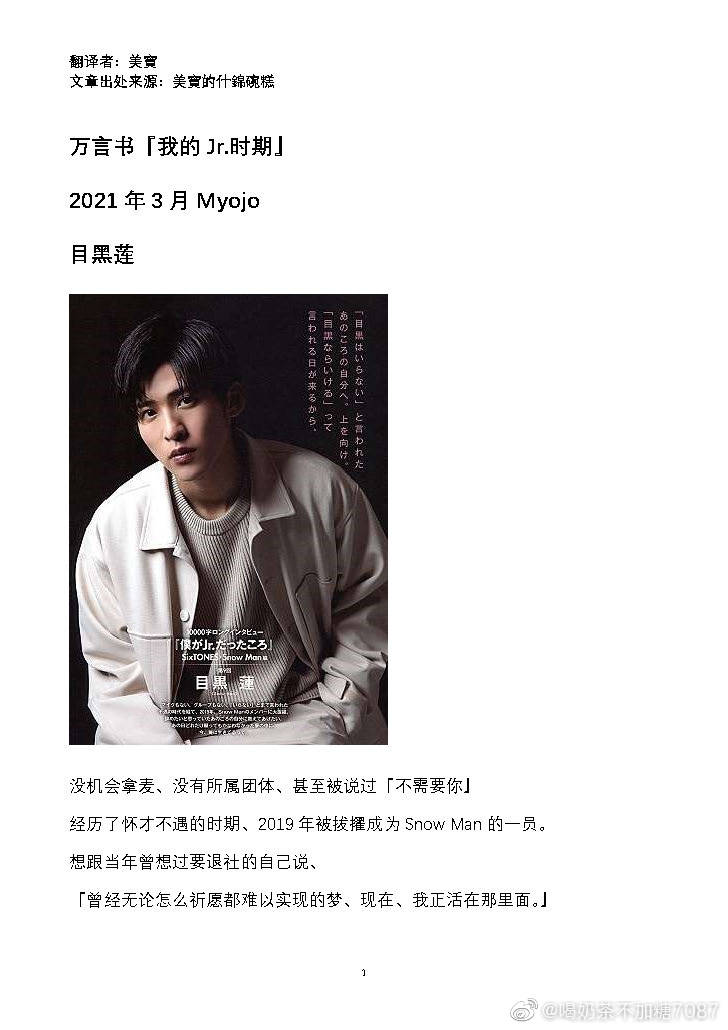 翻译者：美寶
文章出处来源：美寶的什錦碗糕
万言书『我的 Jr.时期』
2021 年 3 月 Myojo
目黑莲
「目黒はいらない」と言われた
あのころの自分へ。上を向け。
「目黒ならいける」って
言われる日が来るから。
10000字ロングインタビュー
『僕がJr.だったころ』
SixTONES×Snow Man編
目黒 蓮
没机会拿麦、没有所属团体、甚至被说过「不需要你」
经历了怀才不遇的时期、2019 年被拔擢成为 Snow Man 的一员。
想跟当年曾想过要退社的自己说、
「曾经无论怎么祈愿都难以实现的梦、现在、我正活在那里面。」
1
@喝奶茶不加糖7087